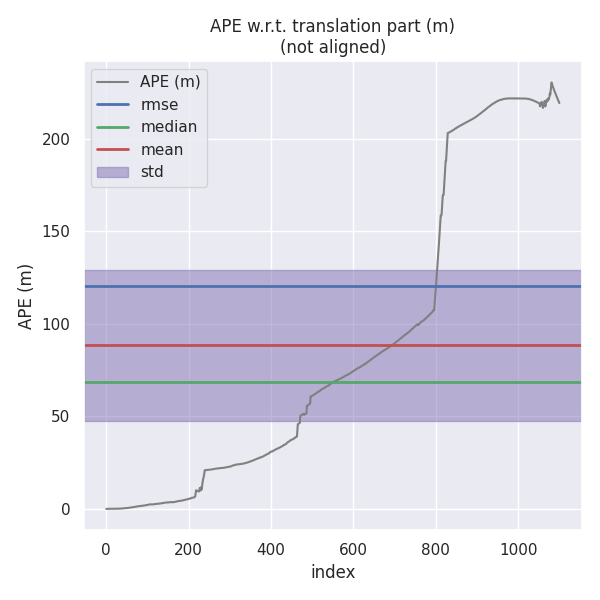 APE w.r.t. translation part (m)
(not aligned)
APE (m)
rmse
median
mean
std
APE (m)
200
150
100
50
0
0 200 400 600 800 1000
index